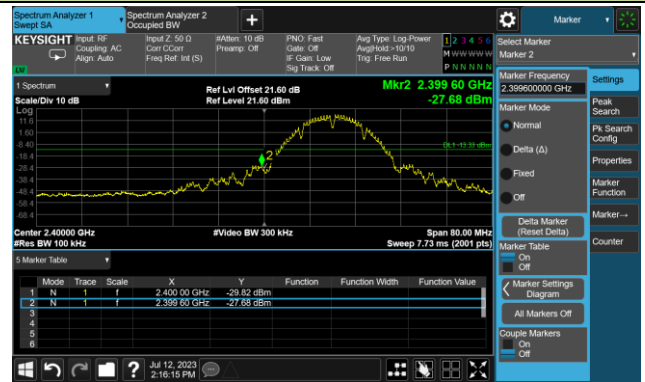 Spectrum Analyzer 1
Swept SA
Spectrum Analyzer 2
Occupied BW
Marker
KEYSIGHT
Input: RF
Coupling: AC
Align: Auto
Input Z: 50 Ω
Corr CCorr
Freq Ref: Int (S)
#Atten: 10 dB
Preamp: Off
PNO: Fast
Gate: Off
IF Gain: Low
Sig Track: Off
Avg Type: Log-Power
Avg|Hold:>10/10
Trig: Free Run
1 2 3 4 5 6
M W W W W W
P N N N N N
LW
Select Marker
Marker 2
1 Spectrum
Scale/Div 10 dB
Log
Ref Lvl Offset 21.60 dB
Ref Level 21.60 dBm
Mkr2 2.399 60 GHz
-27.68 dBm
11.6
1.60
-8.40
-18.4
-28.4
-38.4
-48.4
-58.4
-68.4
DL1 -13.33 dBm
2
Center 2.40000 GHz
#Res BW 100 kHz
#Video BW 300 kHz
Span 80.00 MHz
Sweep 7.73 ms (2001 pts)
5 Marker Table
Mode Trace Scale X Y Function Function Width Function Value
1 N 1 f 2.400 00 GHz -29.82 dBm
2 N 1 f 2.399 60 GHz -27.68 dBm
3
4
5
6
Marker Frequency
2.399600000 GHz
Marker Mode
Normal
Delta (Δ)
Fixed
Off
Delta Marker
(Reset Delta)
Marker Table
On
Off
Marker Settings
Diagram
All Markers Off
Couple Markers
On
Off
Settings
Peak
Search
Pk Search
Config
Properties
Marker
Function
Marker→
Counter
?
Jul 12, 2023
2:16:15 PM